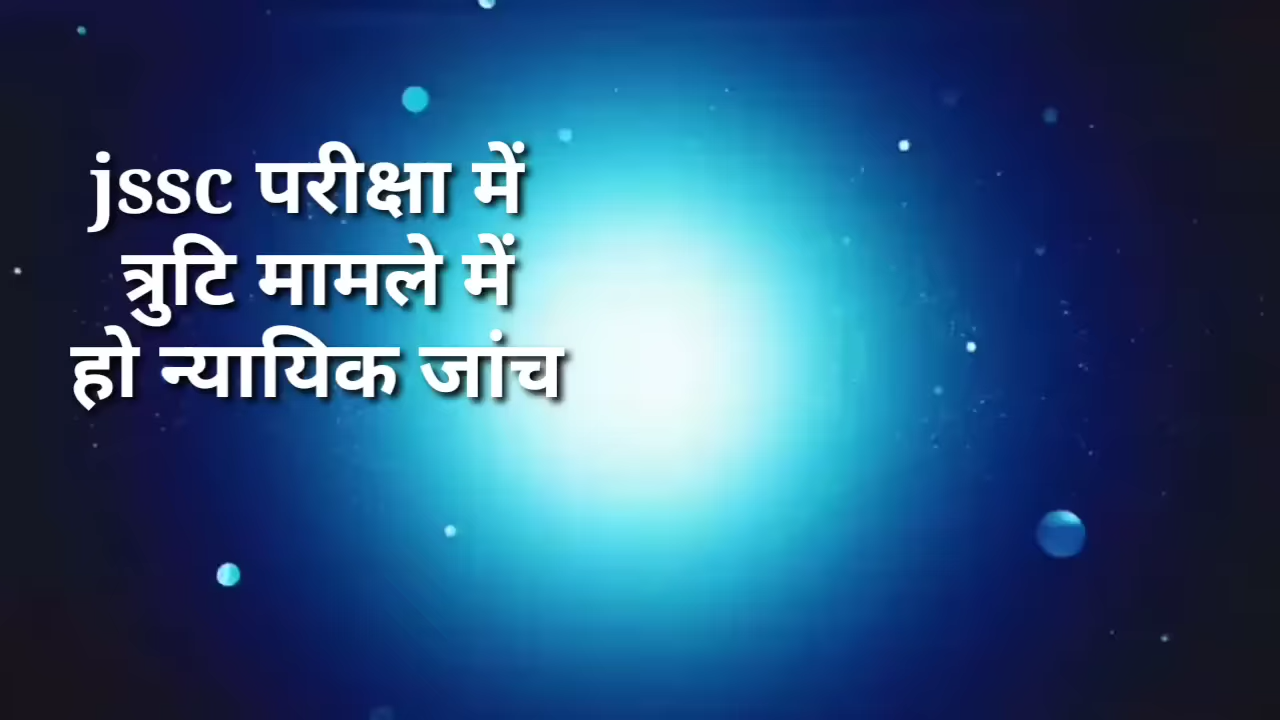 jssc परीक्षा में
त्रुटि मामले में
हो न्यायिक जांच